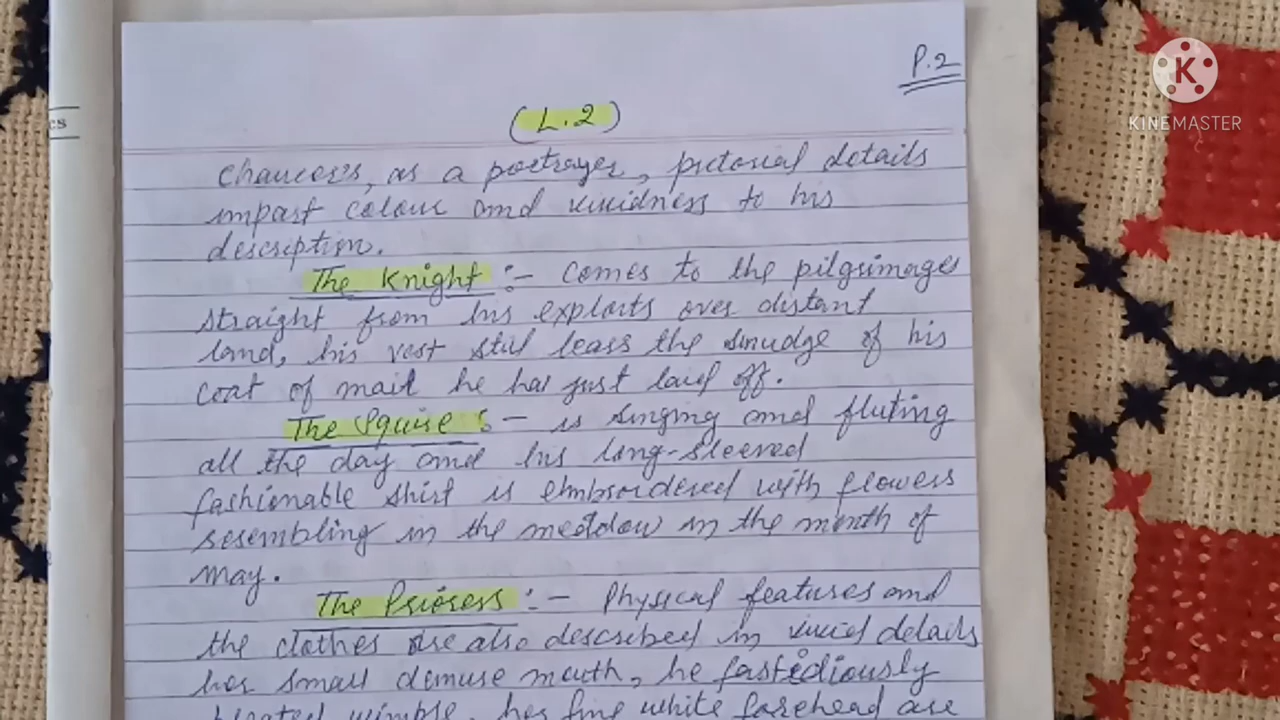 P.2
cs
KINEMASTER
(L.2)
Chaucer's, as a portrayer, pictorial details
impart colour and vividness to his
description.
The Knight :- comes to the pilgrimages
straight from his exploits over distant
land, his vest still bears the smudge of his
coat of mail he has just laid off.
The Squire :- is singing and fluting
all the day and his long-sleeved
fashionable shirt is embroidered with flowers
resembling in the meadow in the month of
May.
The Prioress :- Physical features and
the clothes are also described in vivid details
her small demure mouth, he fastidiously
pleated wimple, her fine white forehead are